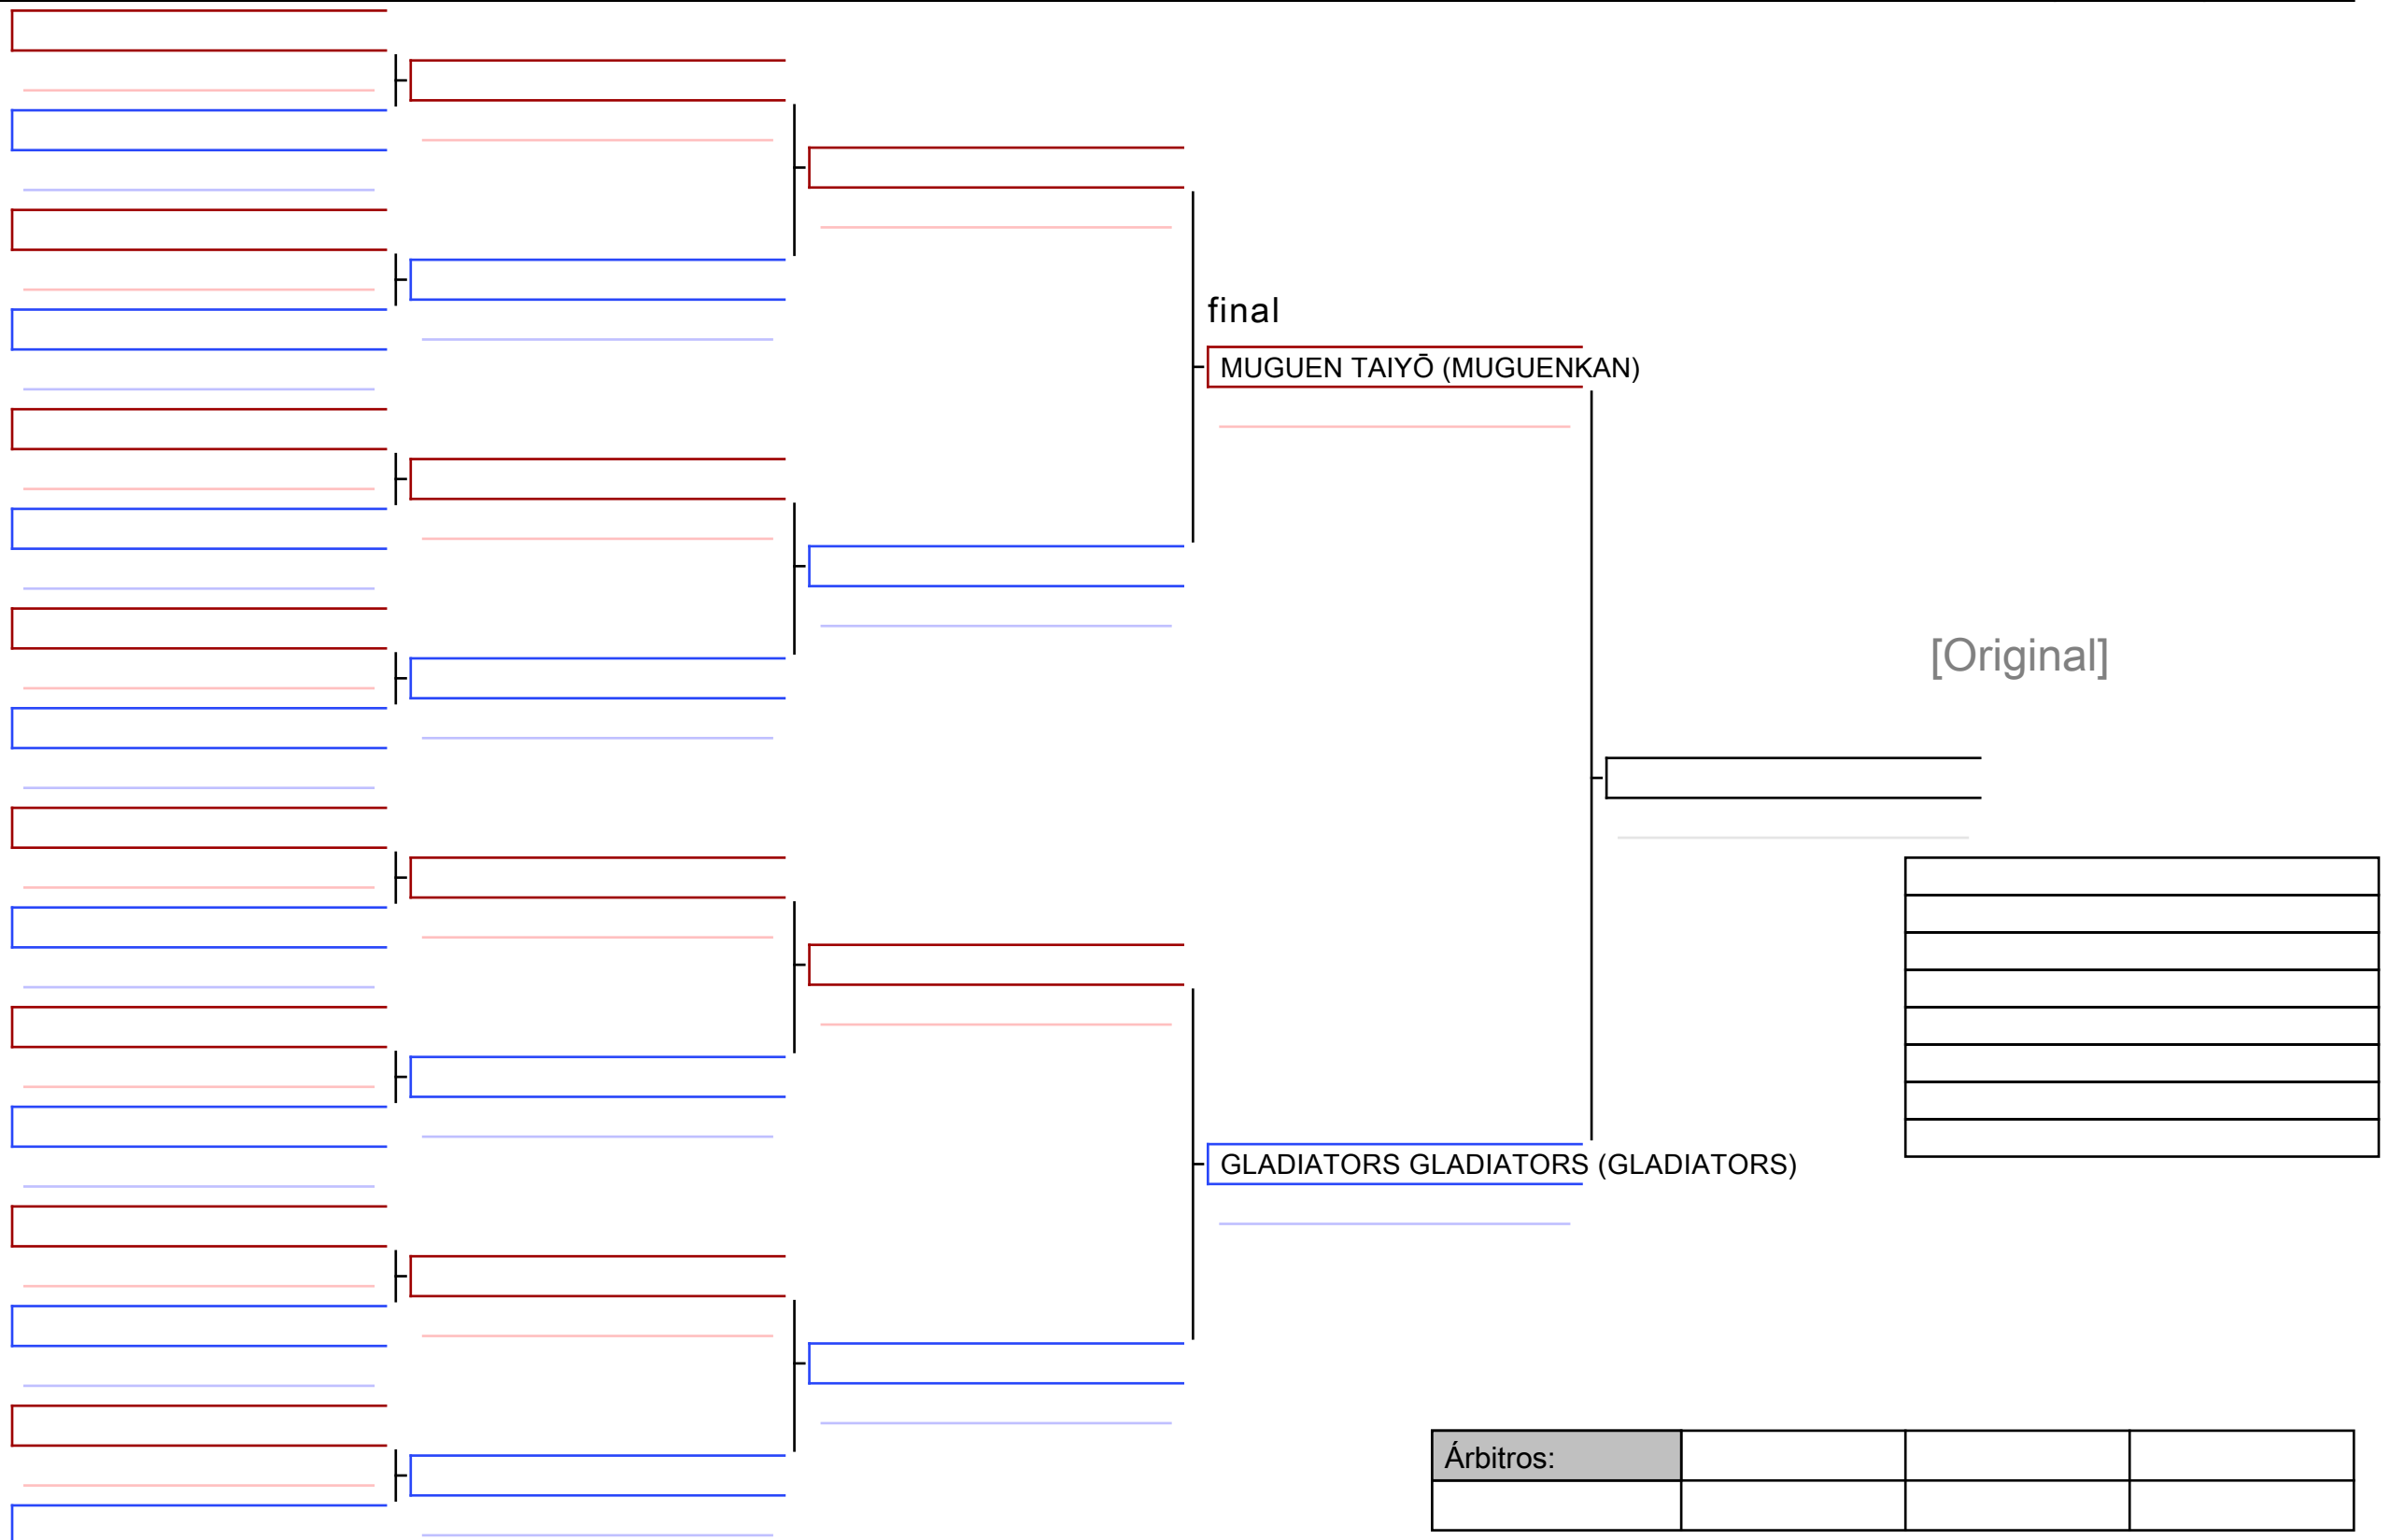 final
MUGUEN TAIYŌ (MUGUENKAN)
[Original]
GLADIATORS GLADIATORS (GLADIATORS)
Árbitros: